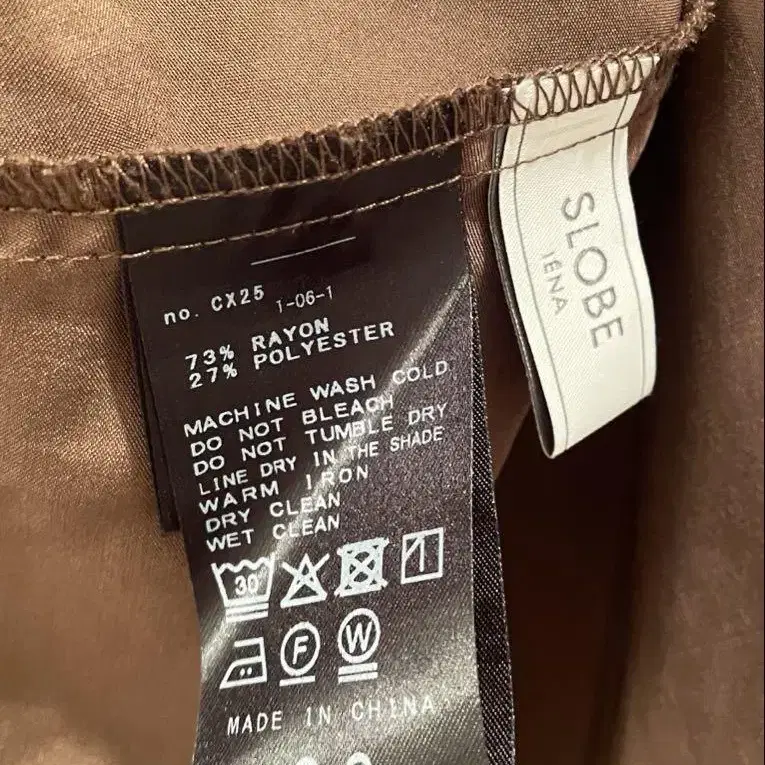 no. CX25 1-06-1
73% RAYON
27% POLYESTER
MACHINE WASH COLD
DO NOT BLEACH
DO NOT TUMBLE DRY
LINE DRY IN THE SHADE
WARM IRON
DRY CLEAN
WET CLEAN
30
F W
MADE IN CHINA
SLOBE
IÉNA